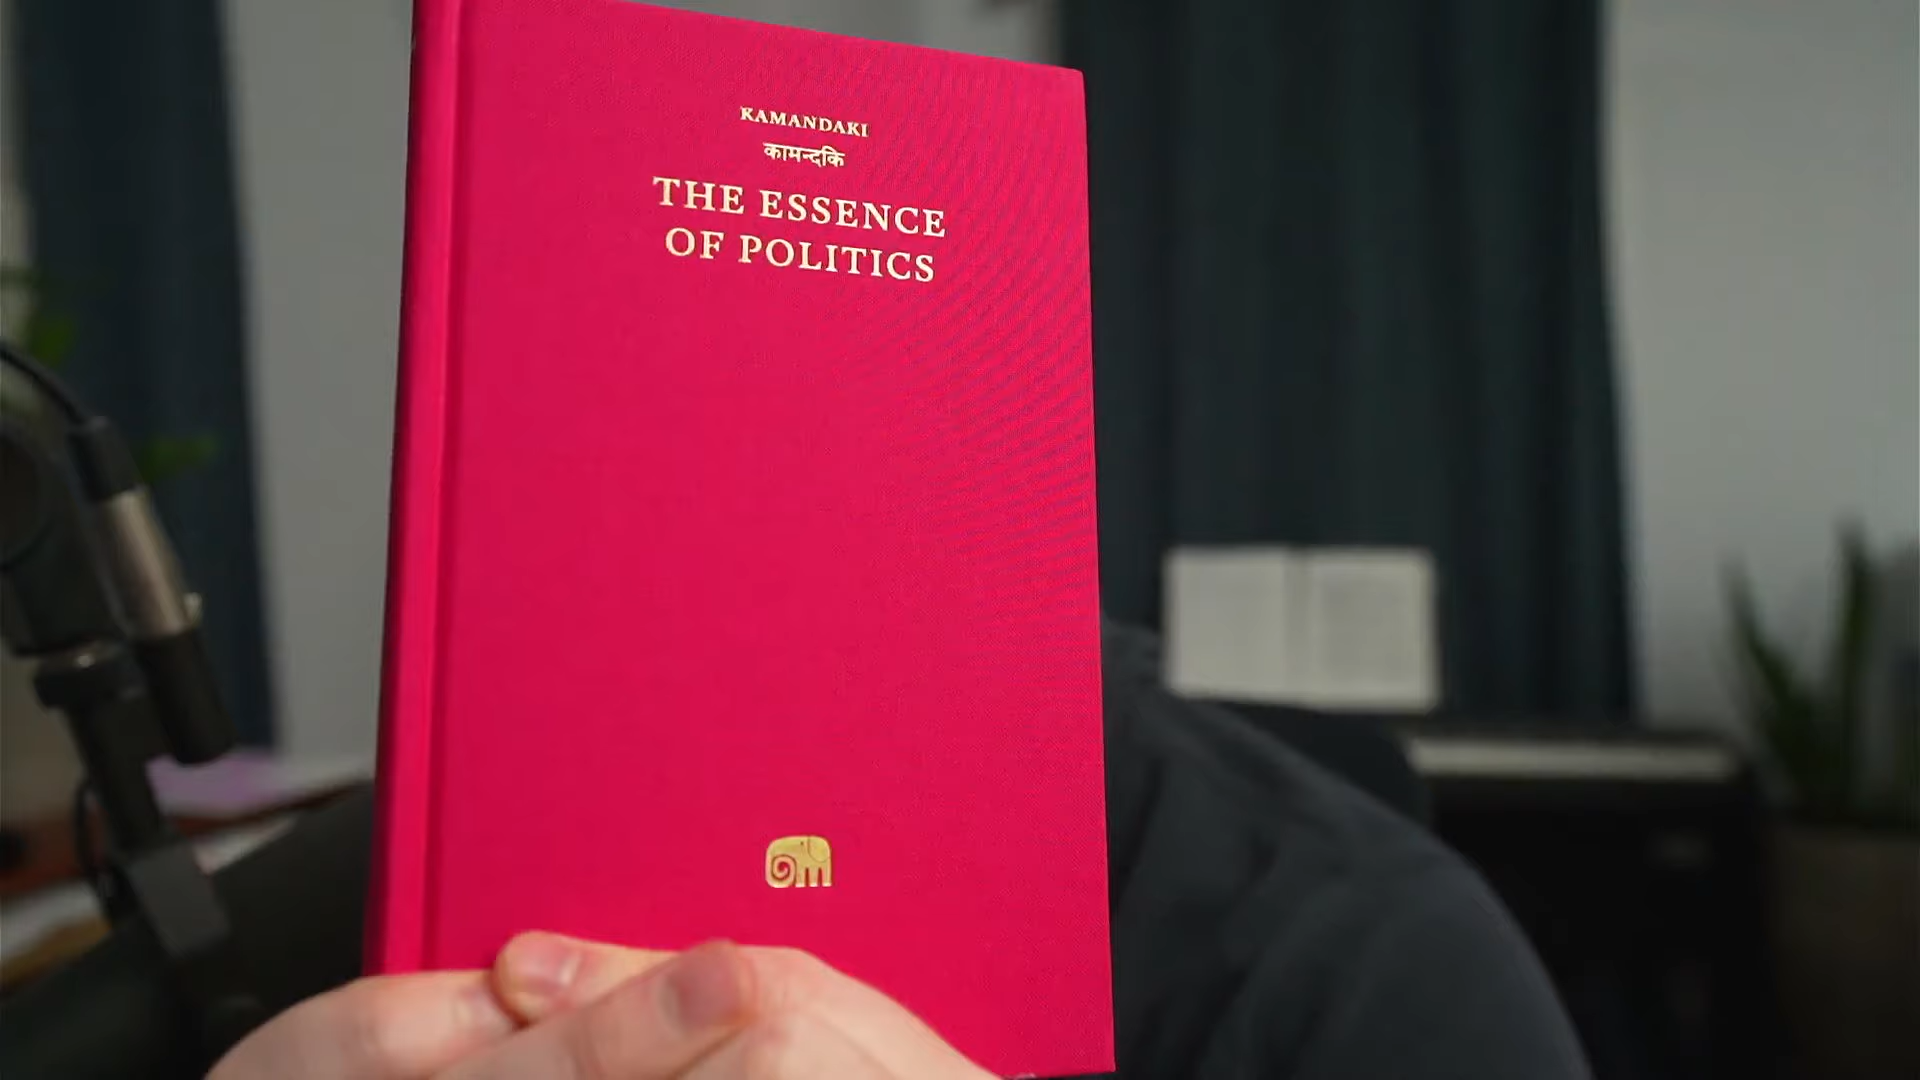 KAMANDAKI
कामन्दकि
THE ESSENCE
OF POLITICS